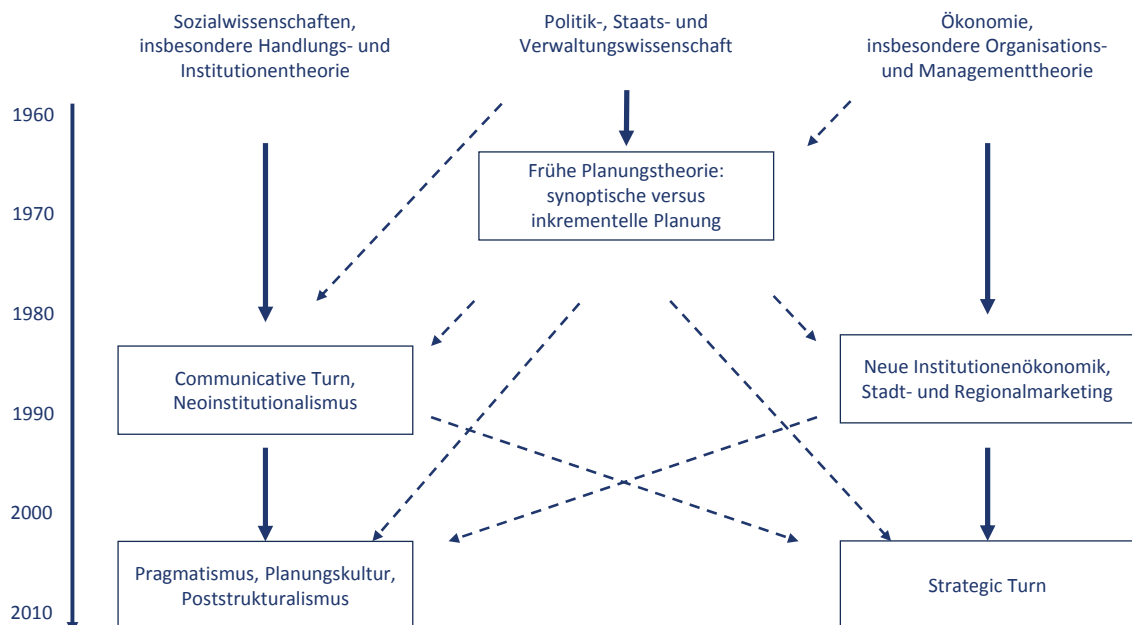 Sozialwissenschaften,
insbesondere Handlungs- und
Institutionentheorie
Politik-, Staats- und
Verwaltungswissenschaft
Ökonomie,
insbesondere Organisations-
und Managementtheorie
1960
Frühe Planungstheorie:
synoptische versus
inkrementelle Planung
1970
1980
Communicative Turn,
Neoinstitutionalismus
Neue Institutionenökonomik,
Stadt- und Regionalmarketing
1990
2000
Pragmatismus, Planungskultur,
Poststrukturalismus
Strategic Turn
2010